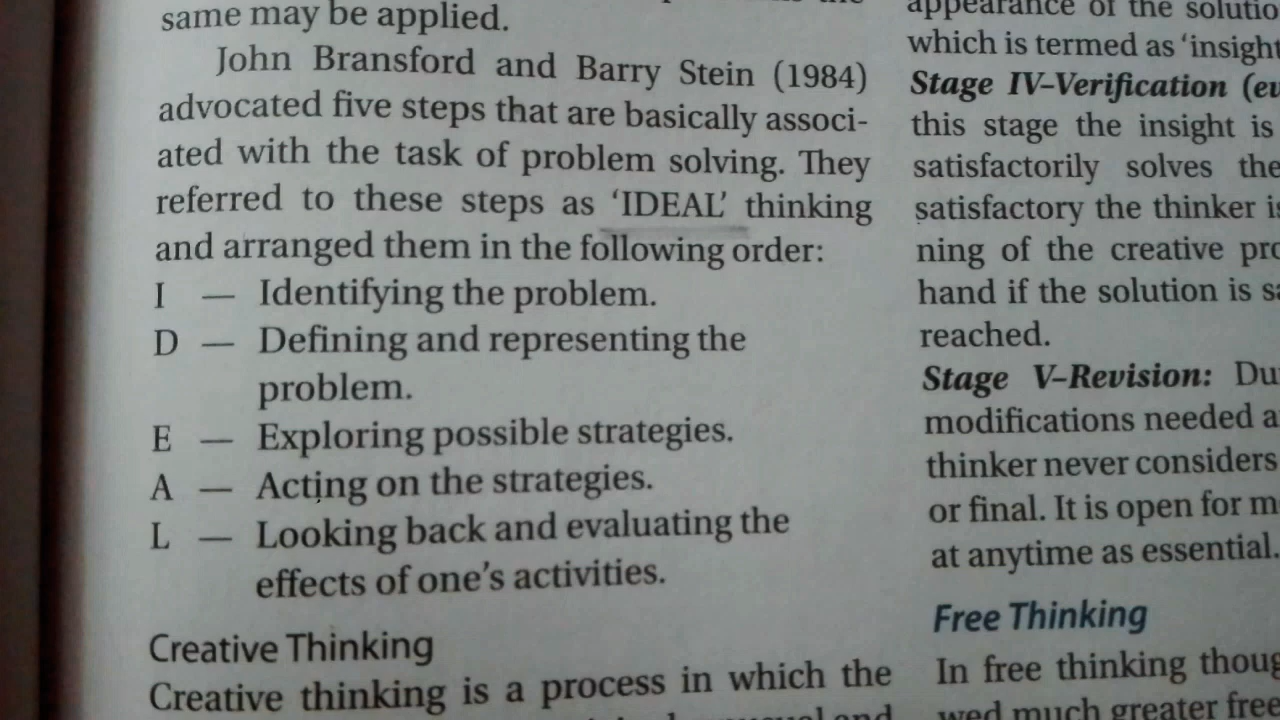 same may be applied.
John Bransford and Barry Stein (1984)
advocated five steps that are basically associ-
ated with the task of problem solving. They
referred to these steps as 'IDEAL' thinking
and arranged them in the following order:
I — Identifying the problem.
D — Defining and representing the
problem.
E — Exploring possible strategies.
A — Acting on the strategies.
L — Looking back and evaluating the
effects of one's activities.
Creative Thinking
Creative thinking is a process in which the
and
appearance of the
which is termed as
Stage IV–Verification
this stage the insight is
satisfactorily solves
satisfactory the thinker
of the creative
hand if the solution is
reached.
Stage V–Revision:
modifications needed
thinker never considers
or final. It is open for
at anytime as essential.
Free Thinking
In free thinking
much greater